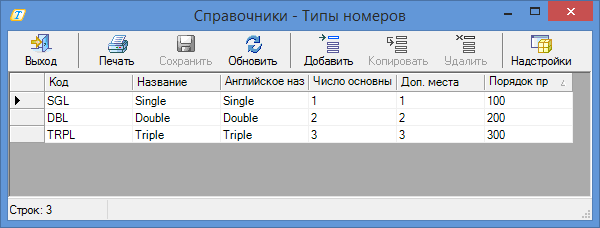 Справочники - Типы номеров
Выход Печать Сохранить Обновить Добавить Копировать Удалить Надстройки
Код Название Английское наз Число основны Доп. места Порядок пр
SGL Single Single 1 1 100
DBL Double Double 2 2 200
TRPL Triple Triple 3 3 300
Строк: 3